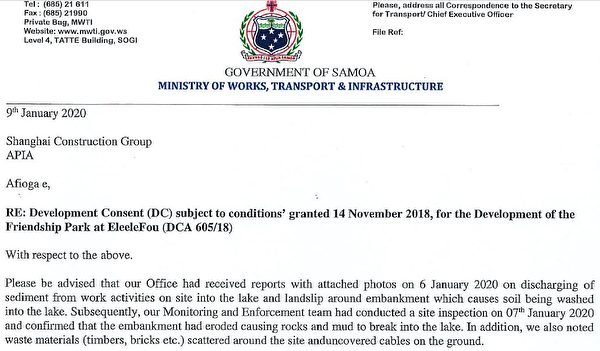 Tel : (685) 21 611
Fax : (685) 21990
Private Bag, MWTI
Website: www.mwti.gov.ws
Level 4, TATTE Building, SOGI
Please, address all Correspondence to the Secretary
for Transport/ Chief Executive Officer
File Ref:
GOVERNMENT OF SAMOA
MINISTRY OF WORKS, TRANSPORT & INFRASTRUCTURE
9th January 2020
Shanghai Construction Group
APIA
Afioga e,
RE: Development Consent (DC) subject to conditions’ granted 14 November 2018, for the Development of the
Friendship Park at EleeleFou (DCA 605/18)
With respect to the above.
Please be advised that our Office had received reports with attached photos on 6 January 2020 on discharging of
sediment from work activities on site into the lake and landslip around embankment which causes soil being washed
into the lake. Subsequently, our Monitoring and Enforcement team had conducted a site inspection on 07th January 2020
and confirmed that the embankment had eroded causing rocks and mud to break into the lake. In addition, we also noted
waste materials (timbers, bricks etc.) scattered around the site anduncovered cables on the ground.